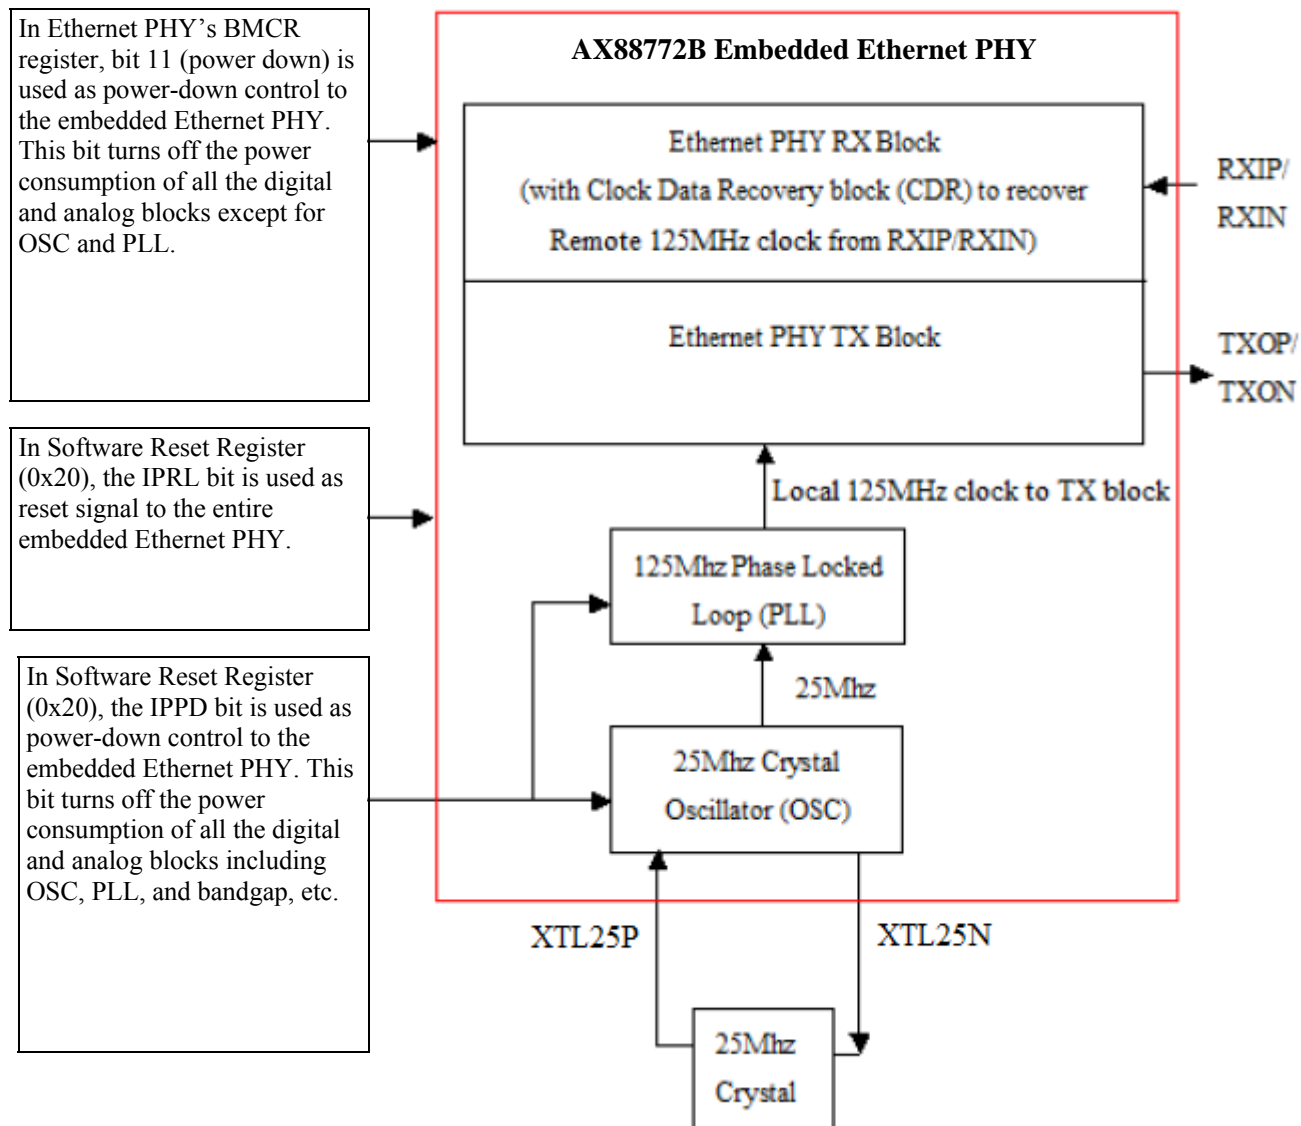 In Ethernet PHY’s BMCR
register, bit 11 (power down) is
used as power-down control to
the embedded Ethernet PHY.
This bit turns off the power
consumption of all the digital
and analog blocks except for
OSC and PLL.
In Software Reset Register
(0x20), the IPRL bit is used as
reset signal to the entire
embedded Ethernet PHY.
In Software Reset Register
(0x20), the IPPD bit is used as
power-down control to the
embedded Ethernet PHY. This
bit turns off the power
consumption of all the digital
and analog blocks including
OSC, PLL, and bandgap, etc.
AX88772B Embedded Ethernet PHY
Ethernet PHY RX Block
(with Clock Data Recovery block (CDR) to recover
Remote 125MHz clock from RXIP/RXIN)
RXIP/
RXIN
Ethernet PHY TX Block
TXOP/
TXON
Local 125MHz clock to TX block
125Mhz Phase Locked
Loop (PLL)
25Mhz
25Mhz Crystal
Oscillator (OSC)
XTL25P
XTL25N
25Mhz
Crystal